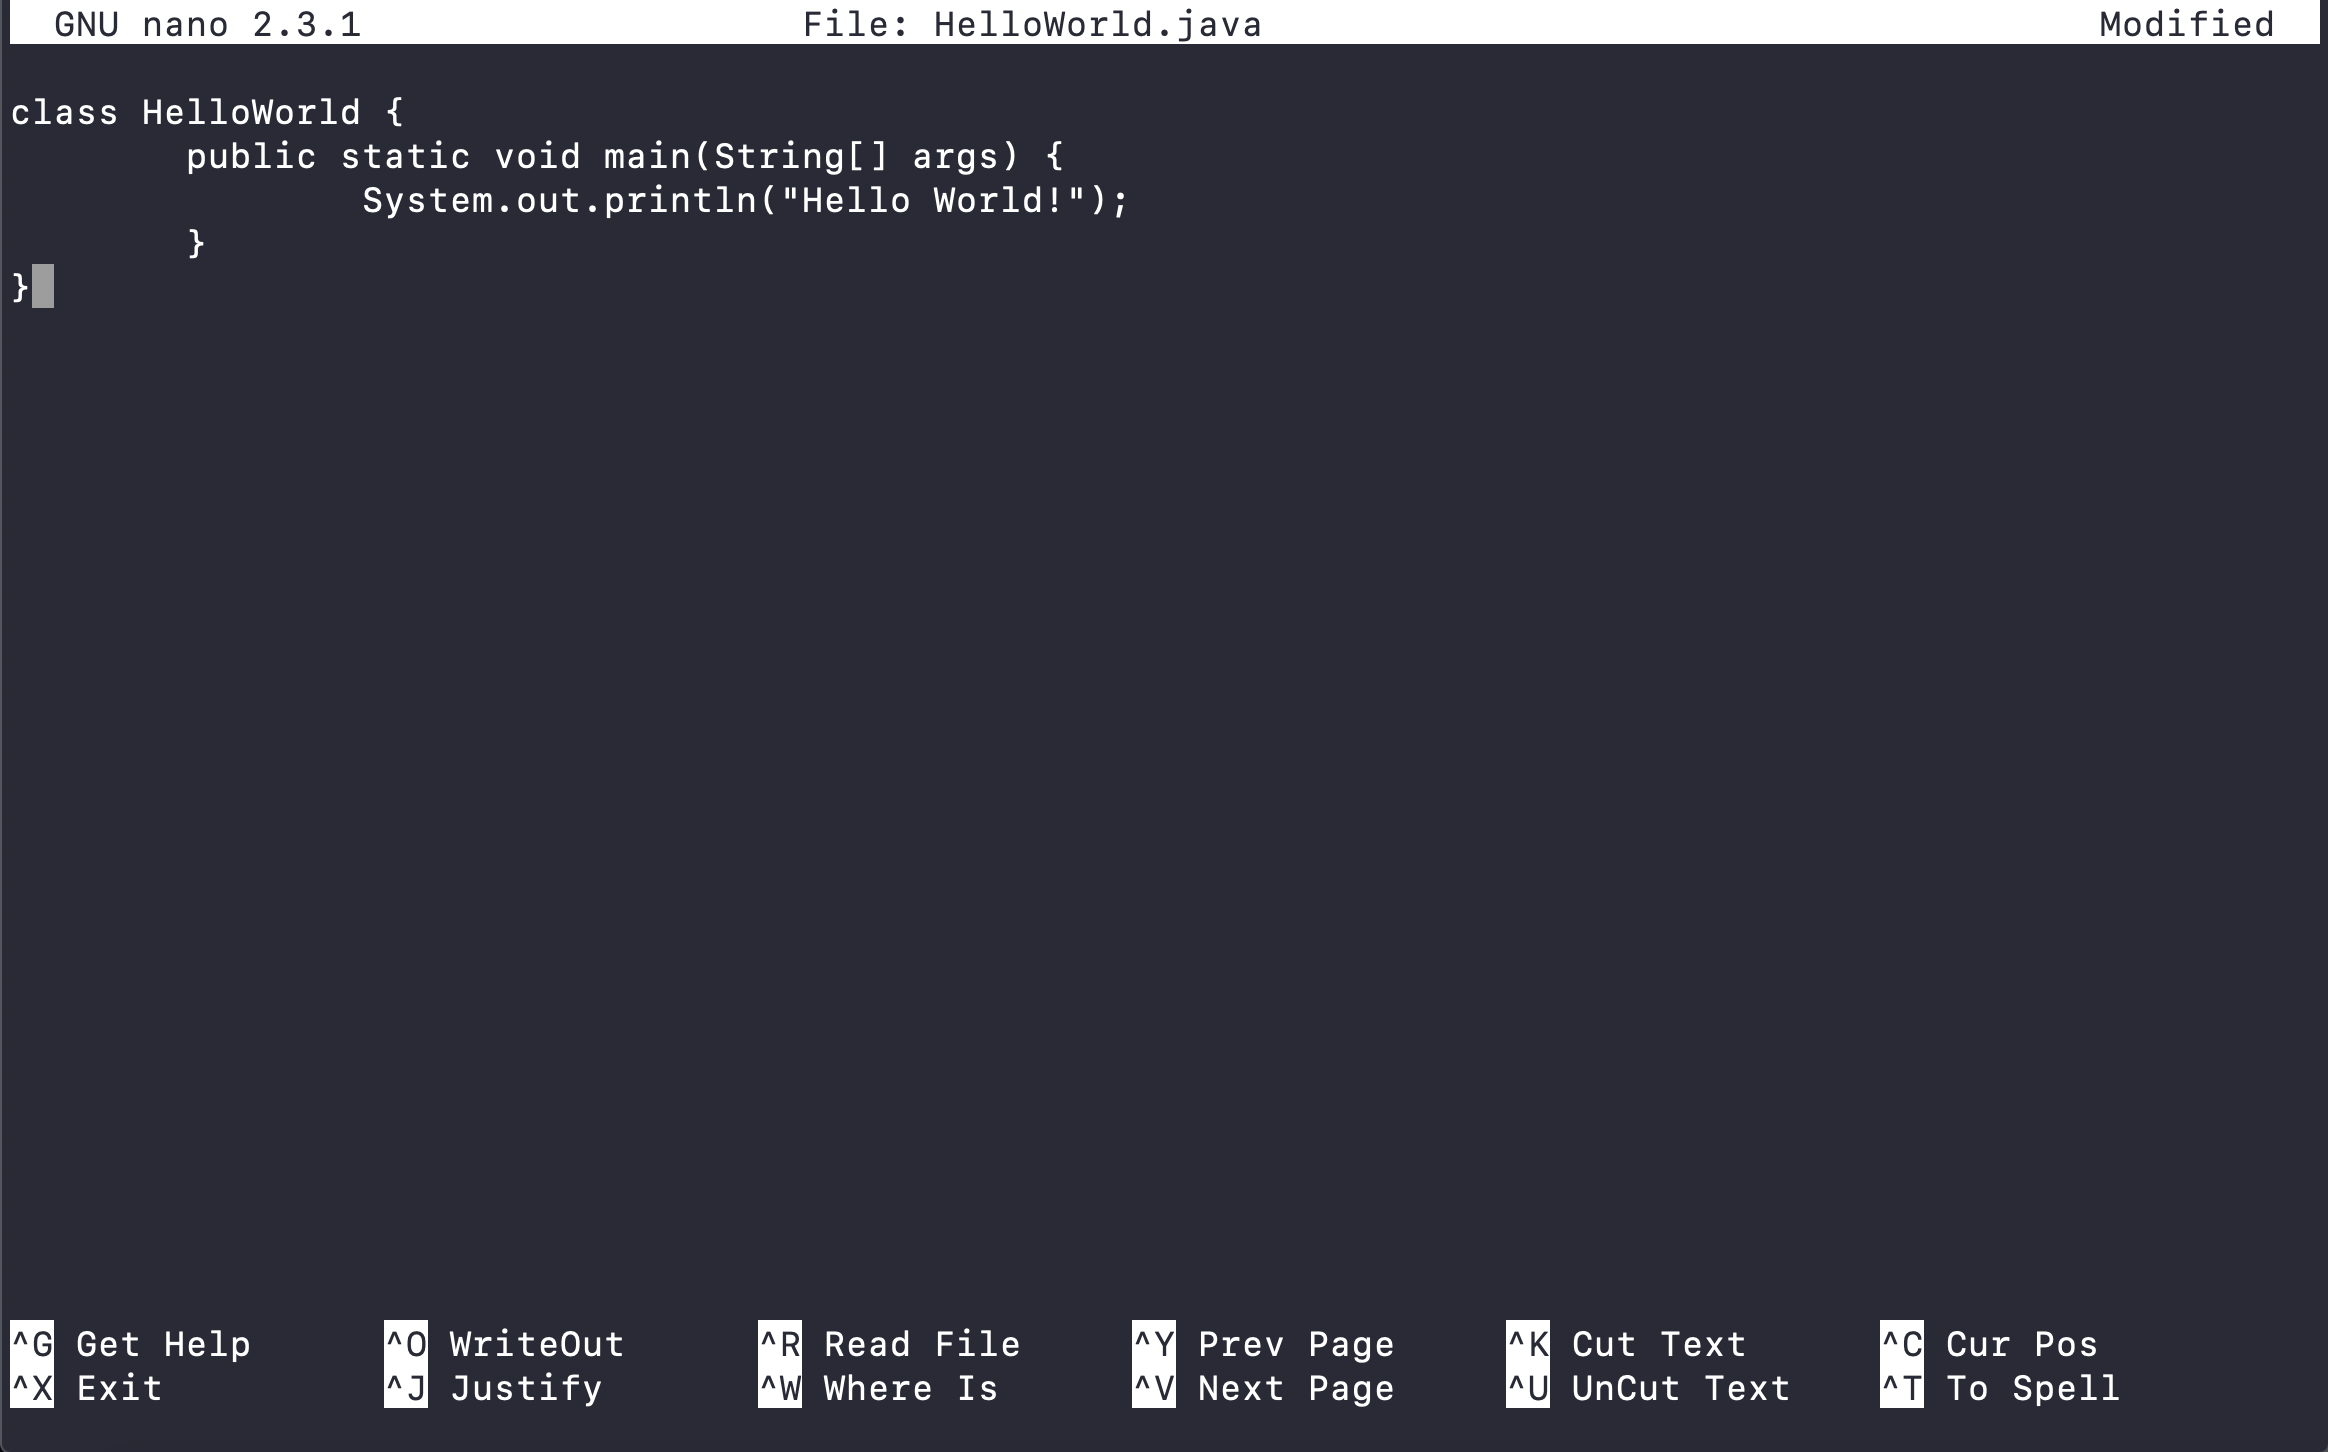 GNU nano 2.3.1 File: HelloWorld.java Modified
class HelloWorld {
        public static void main(String[] args) {
                System.out.println("Hello World!");
        }
}
^G Get Help ^O WriteOut ^R Read File ^Y Prev Page ^K Cut Text ^C Cur Pos
^X Exit ^J Justify ^W Where Is ^V Next Page ^U UnCut Text ^T To Spell